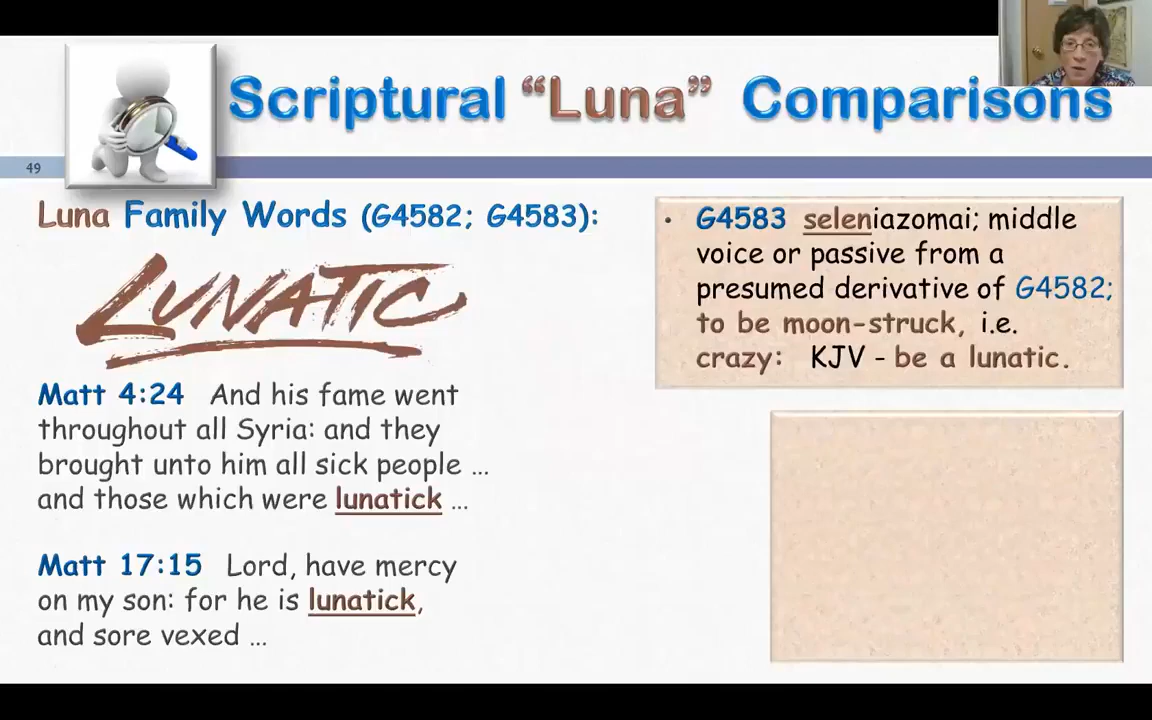 Scriptural “Luna” Comparisons
49
Luna Family Words (G4582; G4583):
LUNATIC
Matt 4:24 And his fame went
throughout all Syria: and they
brought unto him all sick people ...
and those which were lunatick ...
Matt 17:15 Lord, have mercy
on my son: for he is lunatick,
and sore vexed ...
• G4583 seleniazomai; middle
voice or passive from a
presumed derivative of G4582;
to be moon-struck, i.e.
crazy: KJV - be a lunatic.